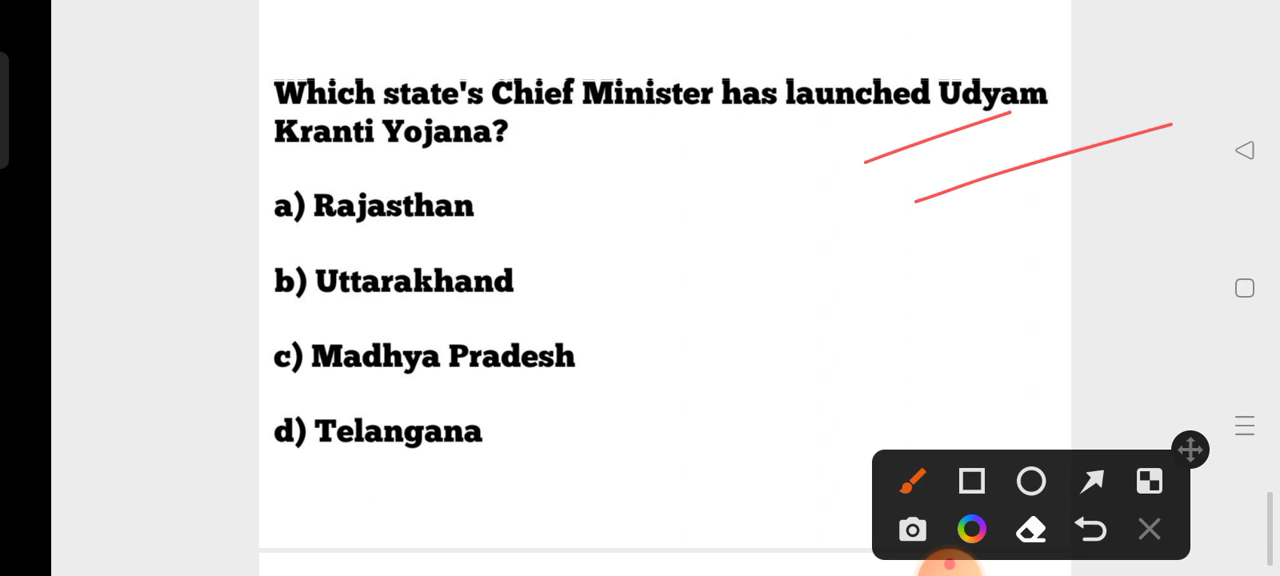 Which state's Chief Minister has launched Udyam
Kranti Yojana?
a) Rajasthan
b) Uttarakhand
c) Madhya Pradesh
d) Telangana